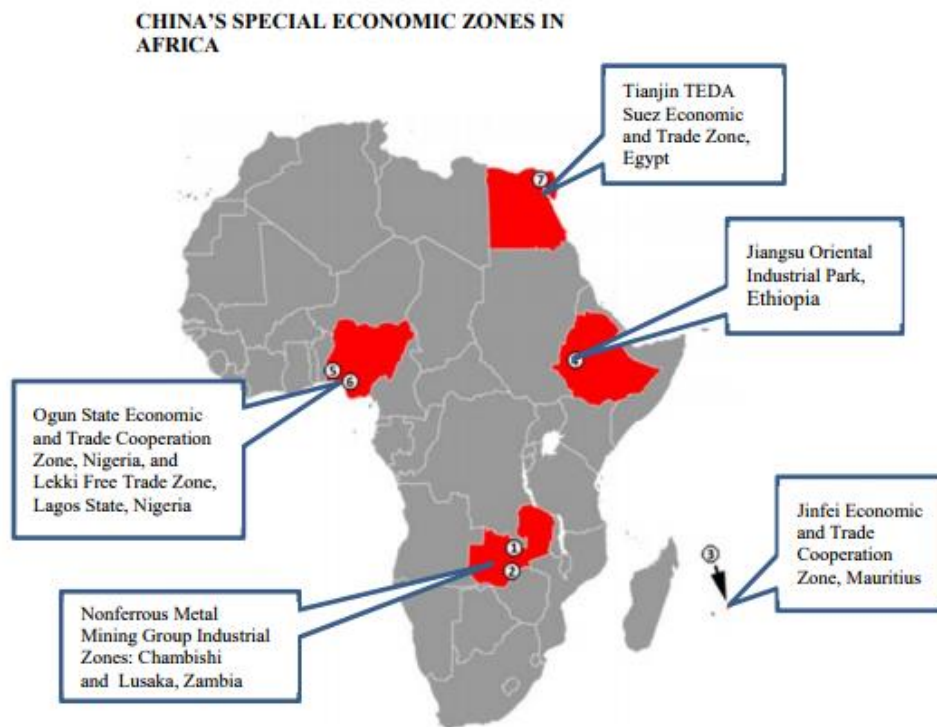 CHINA'S SPECIAL ECONOMIC ZONES IN
AFRICA
Tianjin TEDA
Suez Economic
and Trade Zone,
Egypt
7
Jiangsu Oriental
Industrial Park,
Ethiopia
4
5
6
Ogun State Economic
and Trade Cooperation
Zone, Nigeria, and
Lekki Free Trade Zone,
Lagos State, Nigeria
Jinfei Economic
and Trade
Cooperation
Zone, Mauritius
3
1
2
Nonferrous Metal
Mining Group Industrial
Zones: Chambishi
and Lusaka, Zambia